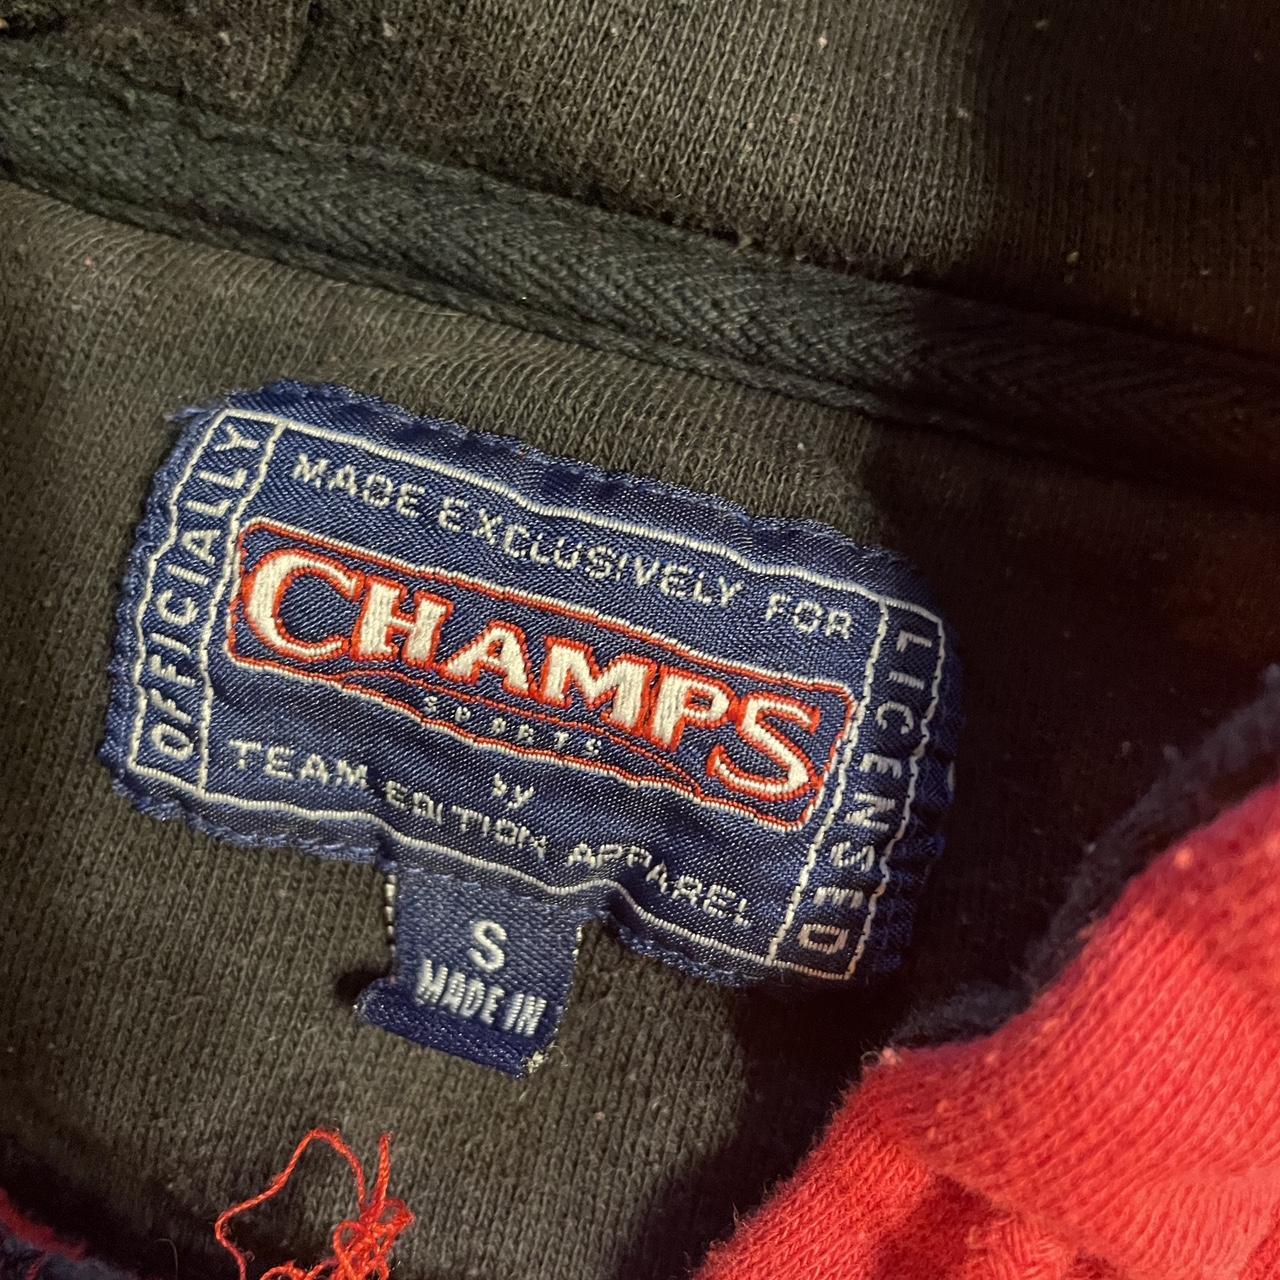 OFFICIALLY
MADE EXCLUSIVELY FOR
CHAMPS
SPORTS
by
TEAM EDITION APPAREL
LICENSED
S
MADE IN